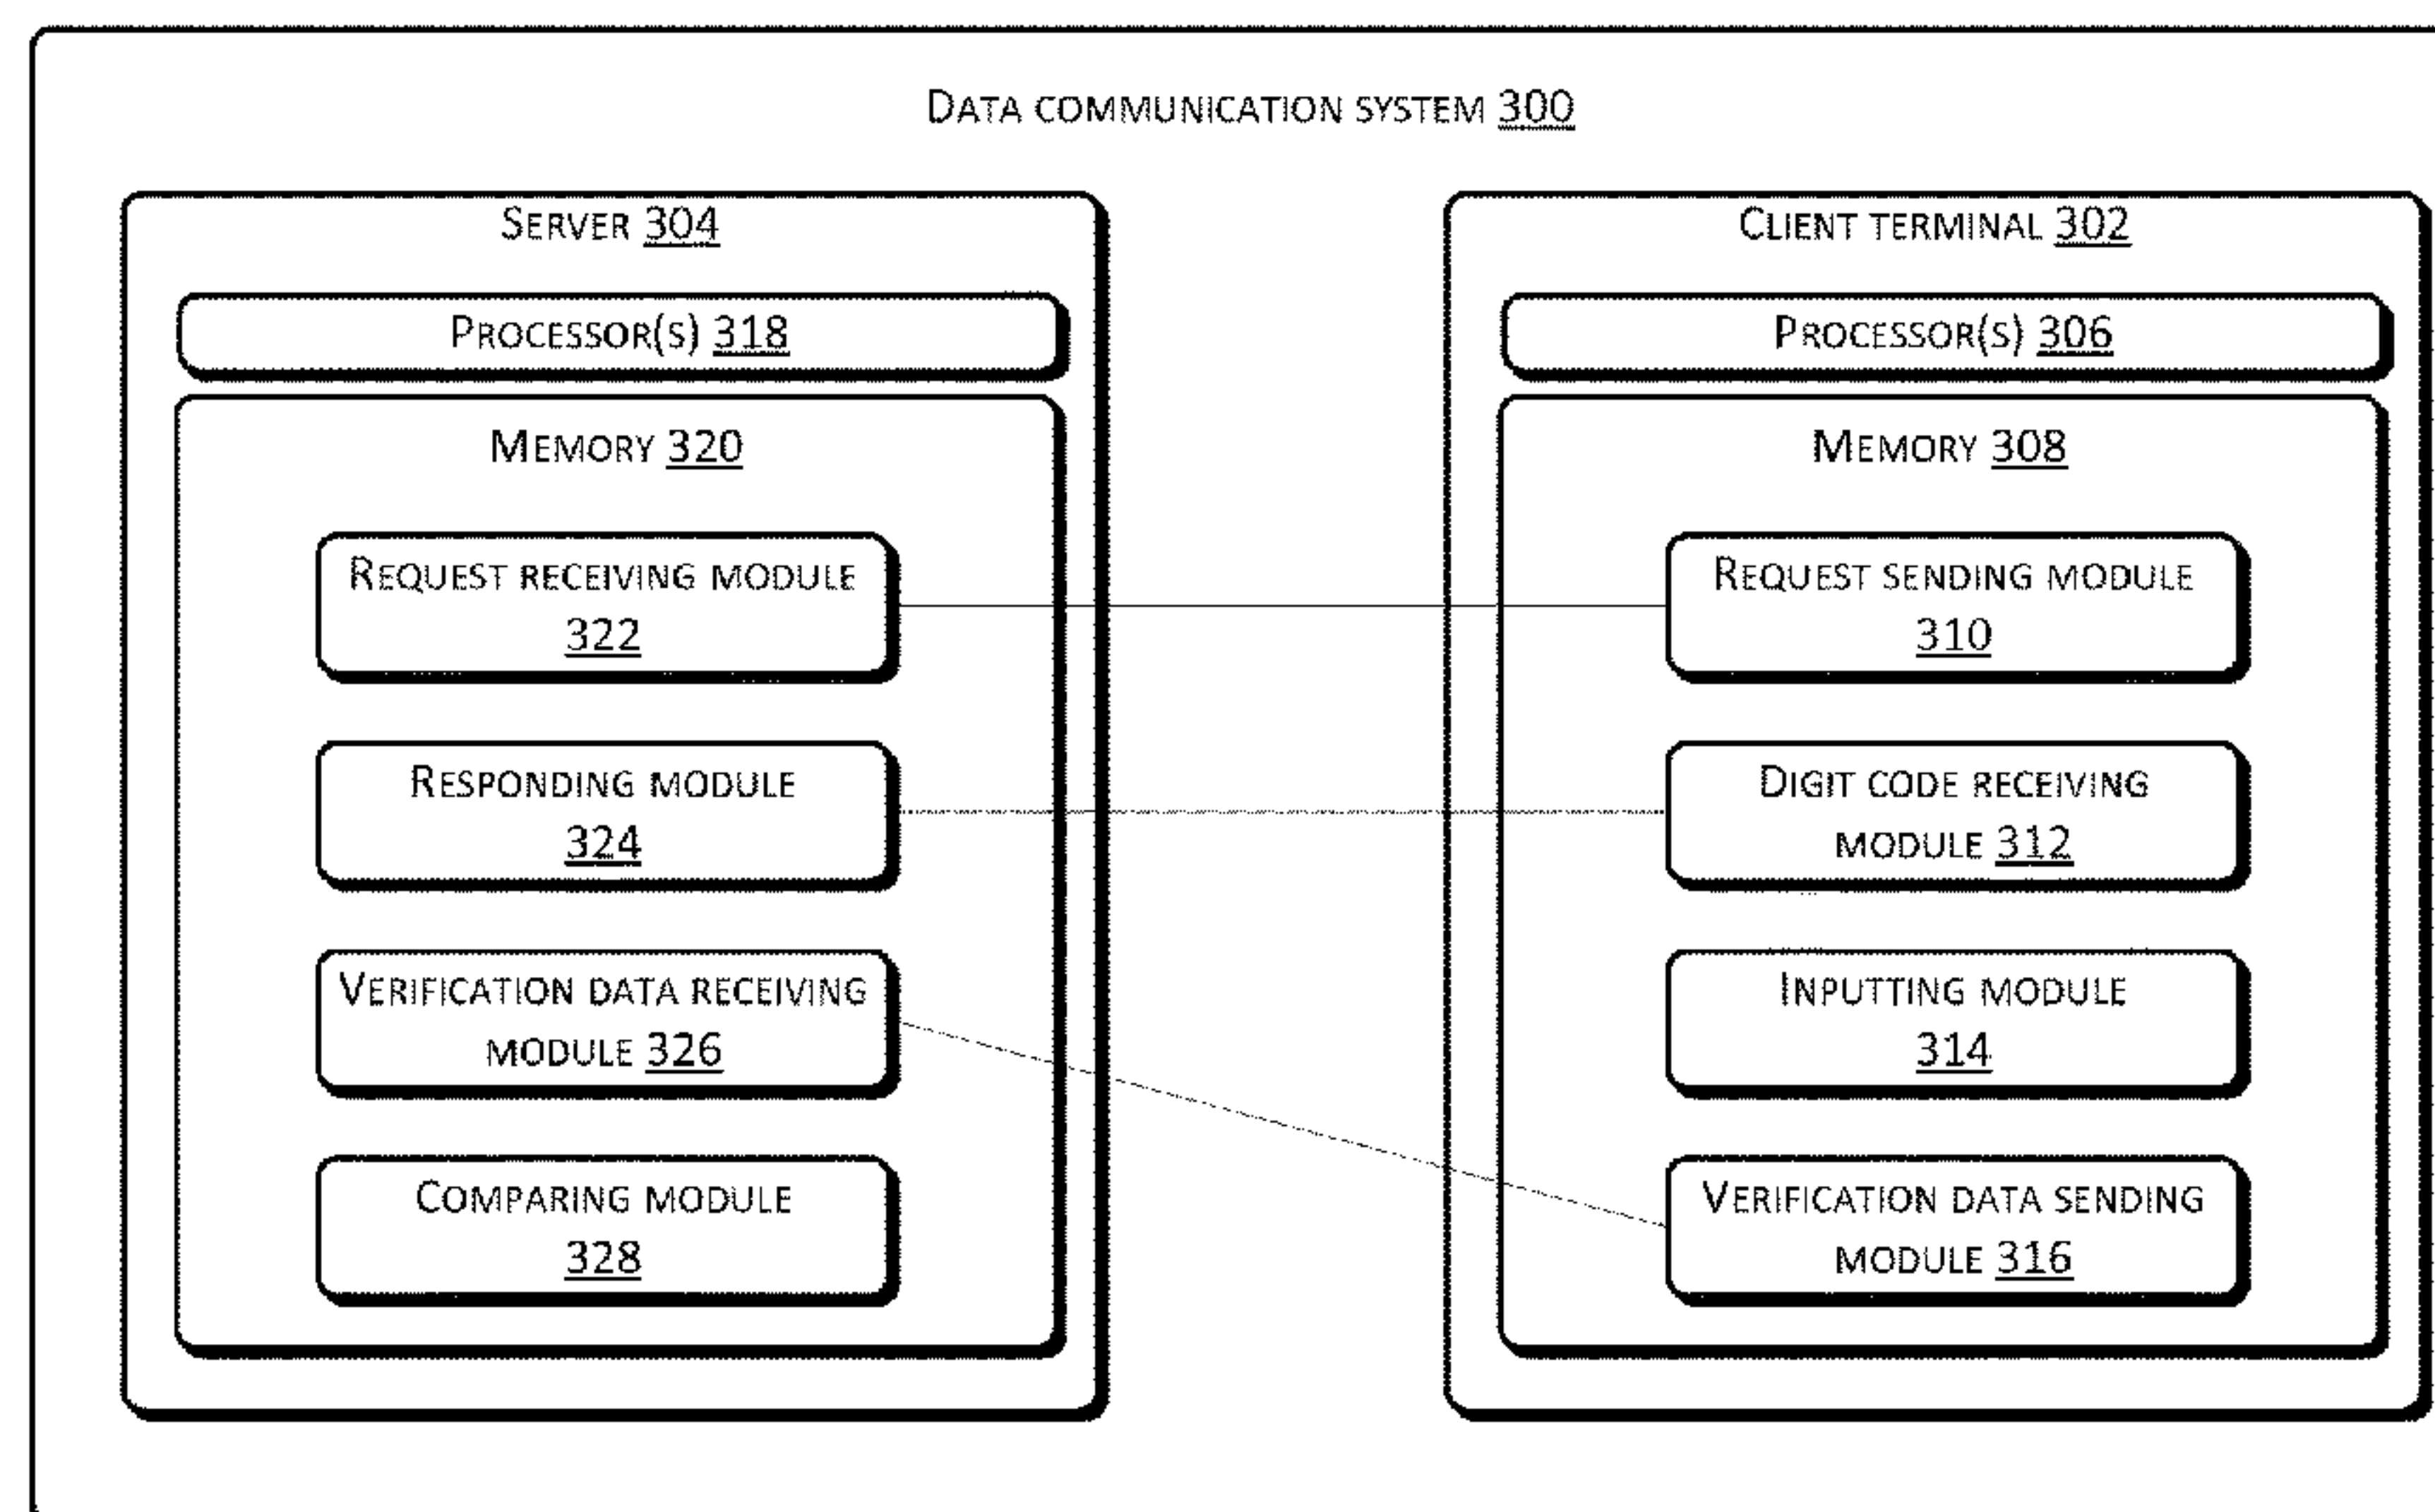 DATA COMMUNICATION SYSTEM 300
SERVER 304
PROCESSOR(S) 318
MEMORY 320
REQUEST RECEIVING MODULE
322
RESPONDING MODULE
324
VERIFICATION DATA RECEIVING
MODULE 326
COMPARING MODULE
328
CLIENT TERMINAL 302
PROCESSOR(S) 306
MEMORY 308
REQUEST SENDING MODULE
310
DIGIT CODE RECEIVING
MODULE 312
INPUTTING MODULE
314
VERIFICATION DATA SENDING
MODULE 316